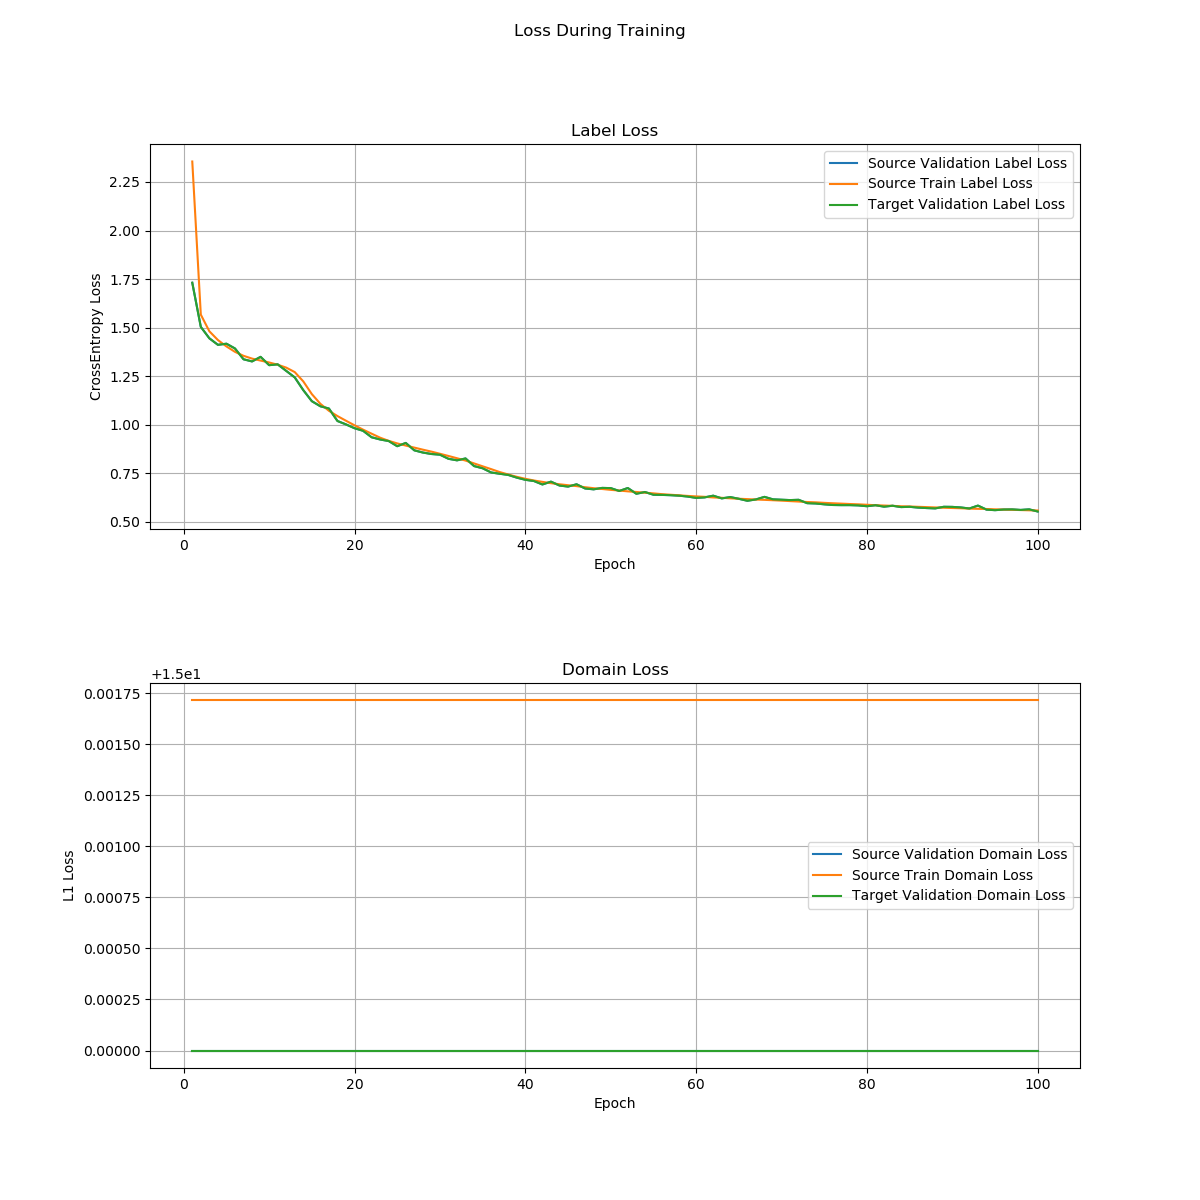 Loss During Training
Label Loss
CrossEntropy Loss
2.25
2.00
1.75
1.50
1.25
1.00
0.75
0.50
Source Validation Label Loss
Source Train Label Loss
Target Validation Label Loss
0 20 40 60 80 100
Epoch
Domain Loss
+1.5e1
L1 Loss
0.00175
0.00150
0.00125
0.00100
0.00075
0.00050
0.00025
0.00000
Source Validation Domain Loss
Source Train Domain Loss
Target Validation Domain Loss
0 20 40 60 80 100
Epoch